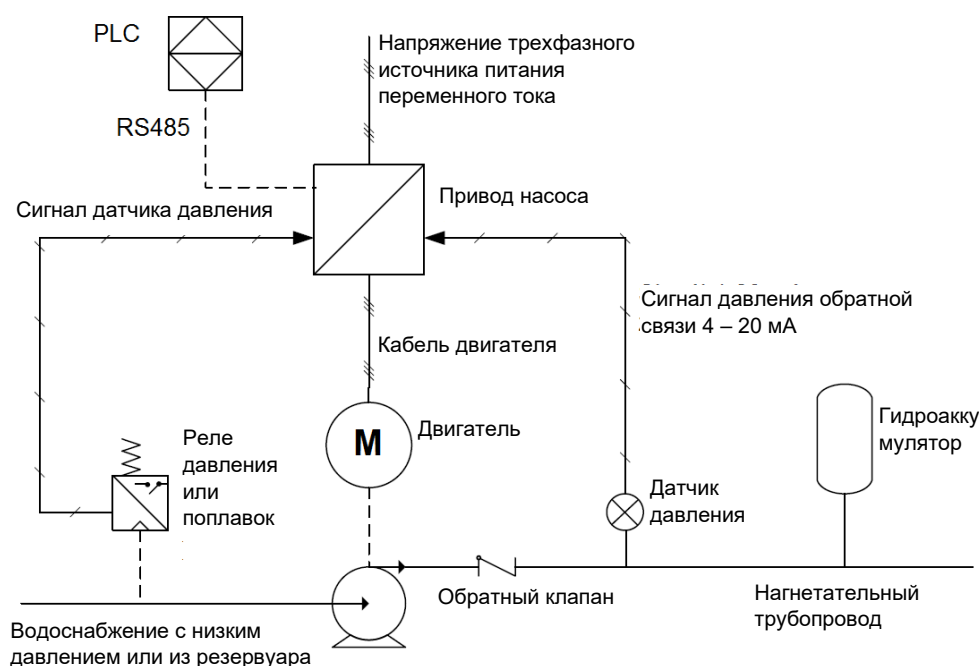 PLC
Напряжение трехфазного
источника питания
переменного тока
RS485
Привод насоса
Сигнал датчика давления
Сигнал давления обратной
связи 4 – 20 мА
Кабель двигателя
Двигатель
M
Гидроакку
мулятор
Реле
давления
или
поплавок
Датчик
давления
Обратный клапан
Нагнетательный
трубопровод
Водоснабжение с низким
давлением или из резервуара